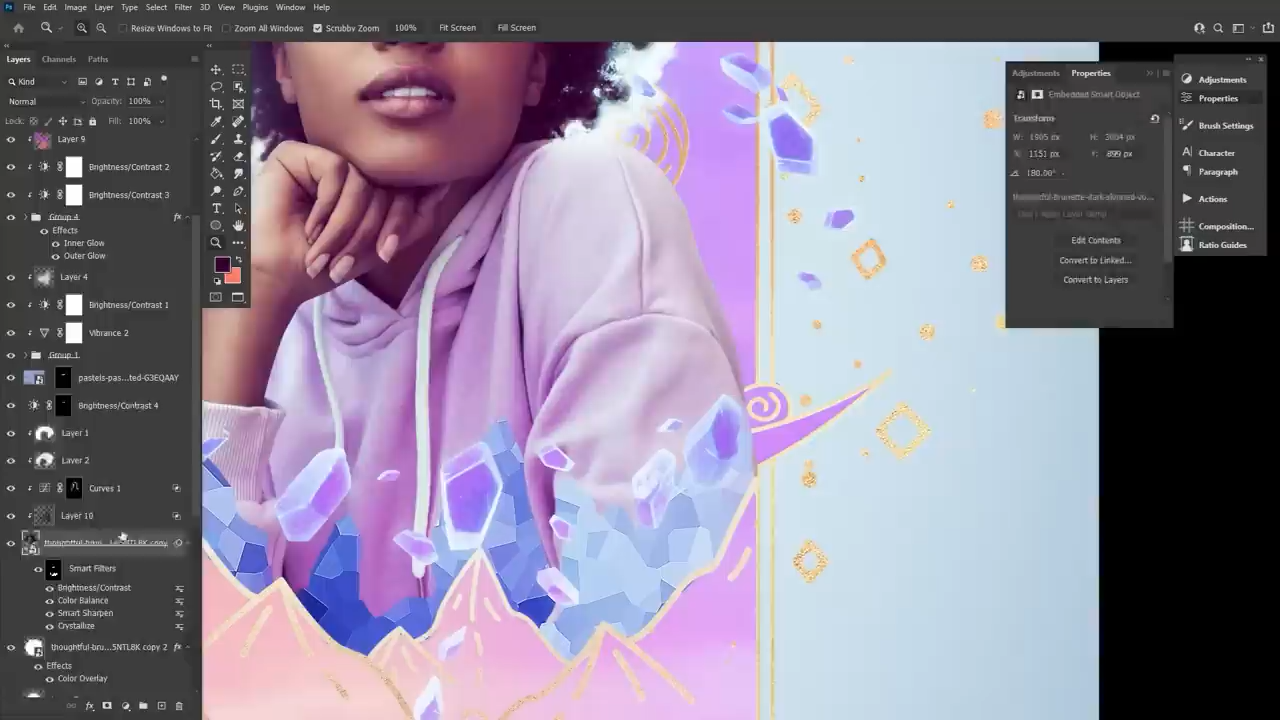 Ps File Edit Image Layer Type Select Filter 3D View Plugins Window Help
Resize Windows to Fit Zoom All Windows Scrubby Zoom 100% Fit Screen Fill Screen
Layers Channels Paths
Kind
Normal Opacity: 100%
Lock: Fill: 100%
Layer 9
Brightness/Contrast 2
Brightness/Contrast 3
Group 4 fx
Effects
Inner Glow
Outer Glow
Layer 4
Brightness/Contrast 1
Vibrance 2
Group 1
pastels-pas...ted-G3EQAAY
Brightness/Contrast 4
Layer 1
Layer 2
Curves 1
Layer 10
Smart Filters
Brightness/Contrast
Color Balance
Smart Sharpen
Crystallize
thoughtful-bru...5NTL8K copy 2 fx
Effects
Color Overlay
fx
Adjustments Properties
Embedded Smart Object
Transform
W: 1905 px H: 3004 px
X: 1151 px Y: 899 px
180.00°
Edit Contents
Convert to Linked...
Convert to Layers
Adjustments
Properties
Brush Settings
Character
Paragraph
Actions
Composition...
Ratio Guides